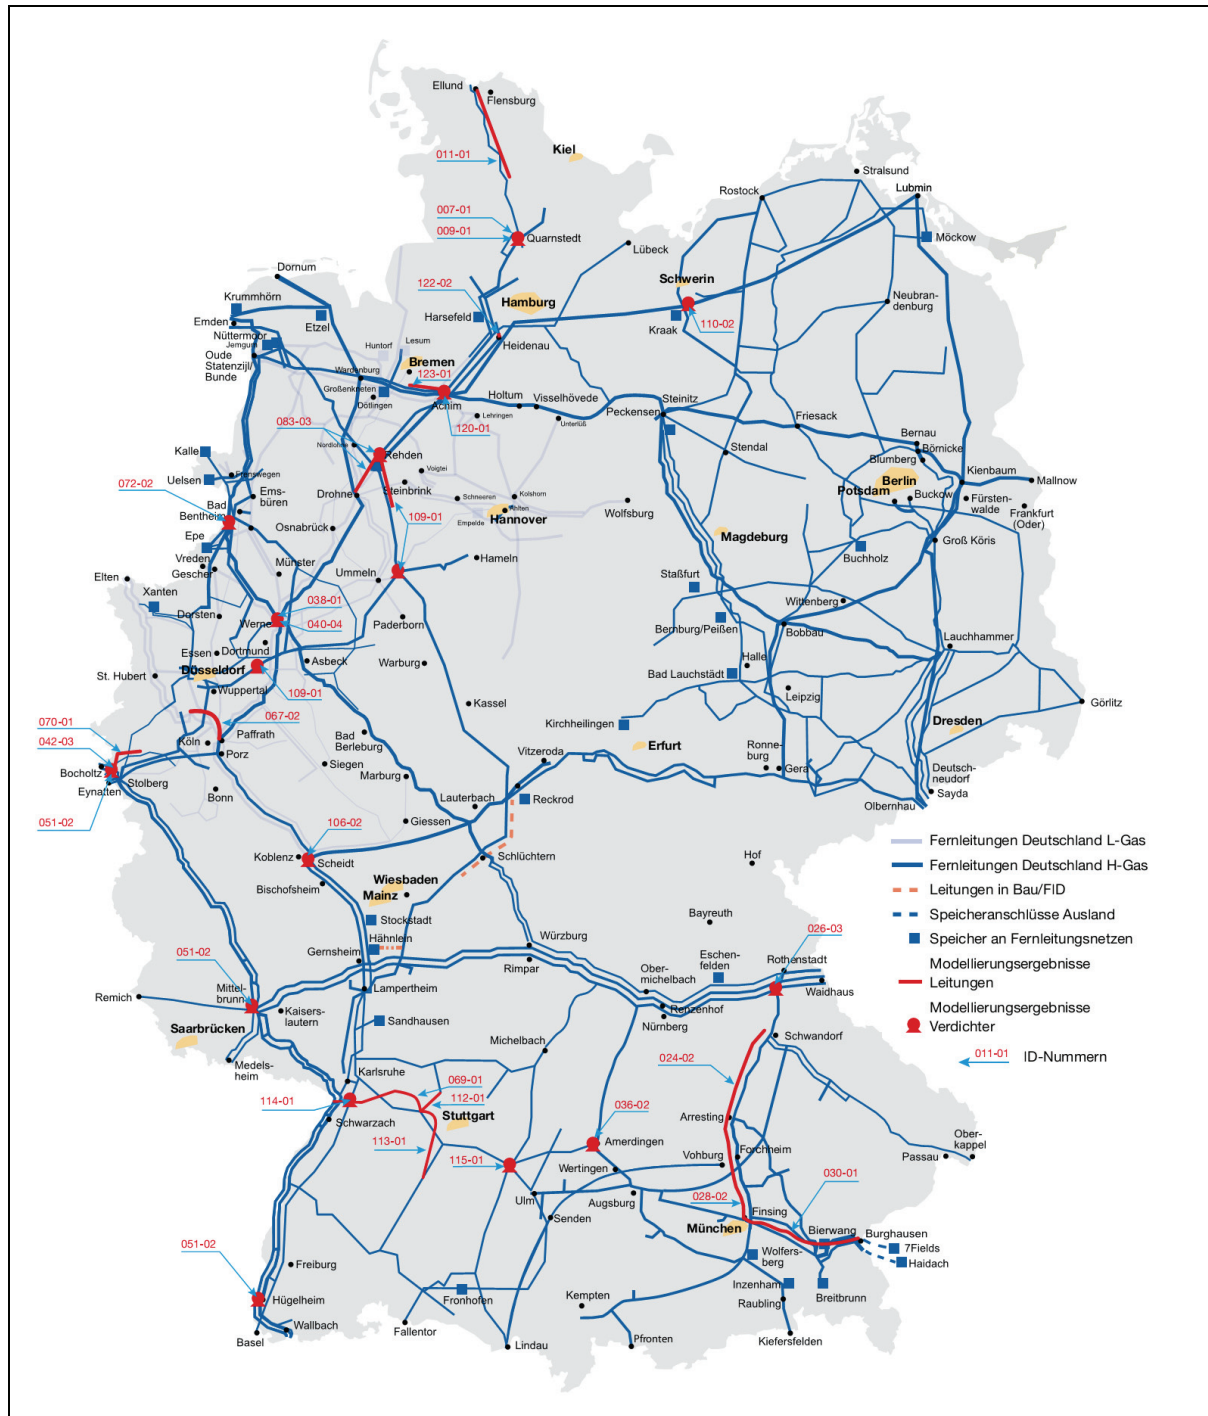 Ellund
Flensburg
Kiel
011-01
Stralsund
Rostock
Lubmin
007-01
009-01
Quarnstedt
Lübeck
Möckow
Dornum
Schwerin
122-02
Hamburg
Krummhörn
Neubran-
denburg
Harsefeld
Emden
Etzel
Kraak
110-02
Nüttermoor
Jemgum
Huntorf
Lesum
Heidenau
Oude
Statenzijl/
Bunde
Bremen
Wardenburg
123-01
Großenkneten
Dötlingen
Achim
Holtum
Visselhövede
Steinitz
Peckensen
Lehringen
Unterlüß
Friesack
083-03
120-01
Bernau
Börnicke
Nordlohne
Rehden
Stendal
Blumberg
Kalle
Voigtei
Kienbaum
Frenswegen
Berlin
Mallnow
Uelsen
Steinbrink
Potsdam
Buckow
072-02
Ems-
büren
Drohne
Schneeren
Kolshorn
Ahlten
Wolfsburg
Fürsten-
walde
Frankfurt
(Oder)
Bad
Bentheim
109-01
Empelde
Hannover
Osnabrück
Magdeburg
Groß Köris
Epe
Buchholz
Vreden
Gescher
Münster
Hameln
Elten
Ummeln
Staßfurt
Xanten
038-01
Wittenberg
Dorsten
Werne
040-04
Paderborn
Bernburg/Peißen
Bobbau
Lauchhammer
Essen
Dortmund
Asbeck
Warburg
Halle
Düsseldorf
Bad Lauchstädt
St. Hubert
Wuppertal
109-01
Leipzig
Görlitz
Kassel
070-01
067-02
Kirchheilingen
Dresden
042-03
Köln
Paffrath
Bad
Berleburg
Erfurt
Ronne-
burg
Porz
Vitzeroda
Bocholtz
Siegen
Gera
Deutsch-
neudorf
Eynatten
Stolberg
Marburg
Sayda
Bonn
Lauterbach
Reckrod
Olbernhau
051-02
106-02
Giessen
Fernleitungen Deutschland L-Gas
Koblenz
Scheidt
Schlüchtern
Hof
Fernleitungen Deutschland H-Gas
Bischofsheim
Wiesbaden
Mainz
Leitungen in Bau/FID
Stockstadt
Bayreuth
Speicheranschlüsse Ausland
Hähnlein
Würzburg
026-03
Speicher an Fernleitungsnetzen
051-02
Gernsheim
Eschen-
felden
Rothenstadt
Modellierungsergebnisse
Leitungen
Rimpar
Ober-
michelbach
Mittel-
brunn
Lampertheim
Waidhaus
Remich
Kaisers-
lautern
Renzenhof
Modellierungsergebnisse
Verdichter
Sandhausen
Nürnberg
Saarbrücken
Michelbach
Schwandorf
011-01
ID-Nummern
Medels-
heim
024-02
Karlsruhe
069-01
112-01
114-01
Stuttgart
036-02
Schwarzach
Arresting
113-01
Amerdingen
Ober-
kappel
115-01
Vohburg
Forchheim
Passau
Wertingen
030-01
Ulm
Augsburg
028-02
Finsing
Senden
München
Bierwang
Burghausen
051-02
7Fields
Wolfers-
berg
Haidach
Freiburg
Inzenham
Breitbrunn
Hügelheim
Fronhofen
Kempten
Raubling
Wallbach
Basel
Fallentor
Lindau
Pfronten
Kiefersfelden